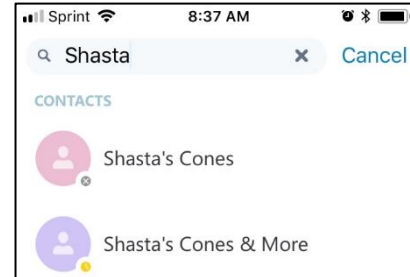 Sprint 8:37 AM
Shasta Cancel
CONTACTS
Shasta's Cones
Shasta's Cones & More